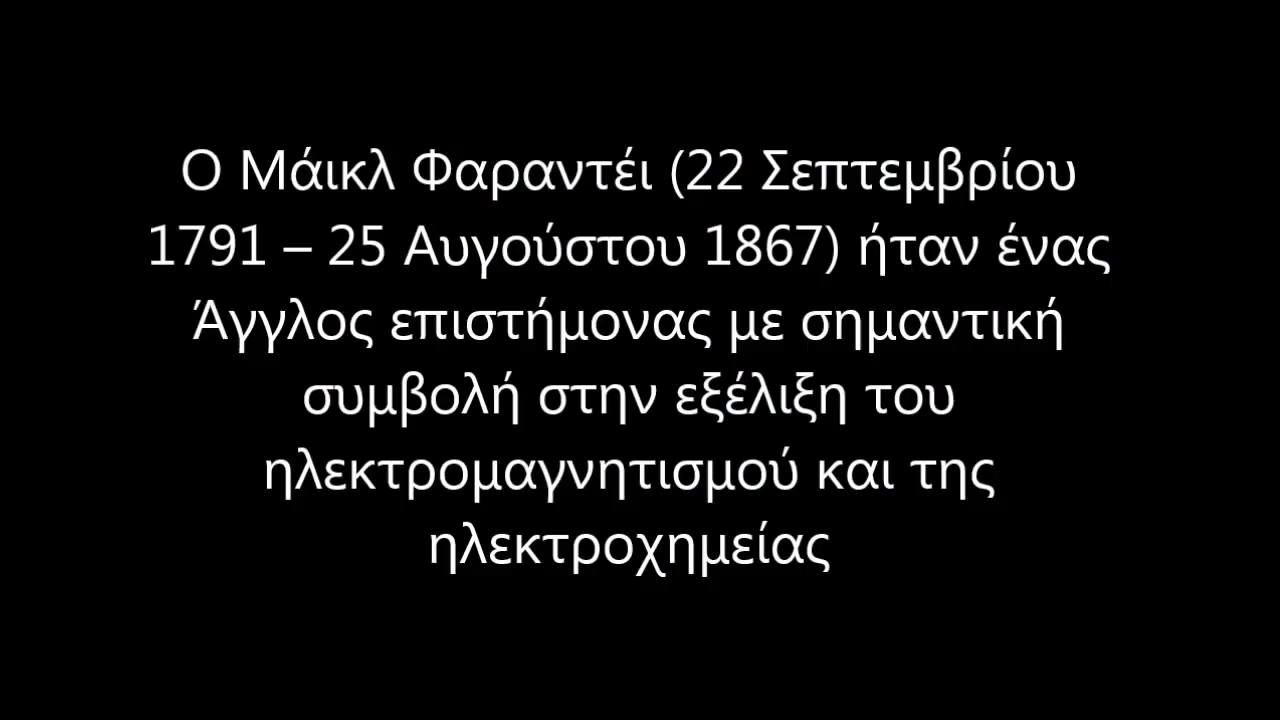 Ο Μάικλ Φαραντέι (22 Σεπτεμβρίου
1791 – 25 Αυγούστου 1867) ήταν ένας
Άγγλος επιστήμονας με σημαντική
συμβολή στην εξέλιξη του
ηλεκτρομαγνητισμού και της
ηλεκτροχημείας